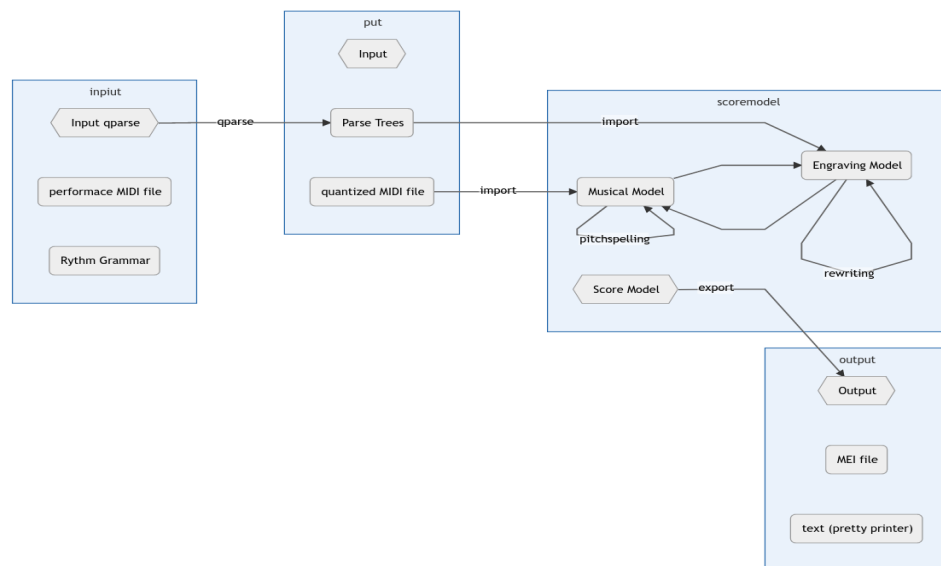 inpiut
Input qparse
performace MIDI file
Rythm Grammar
qparse
put
Input
Parse Trees
quantized MIDI file
import
import
scoremodel
Engraving Model
Musical Model
pitchspelling
rewriting
Score Model
export
output
Output
MEI file
text (pretty printer)